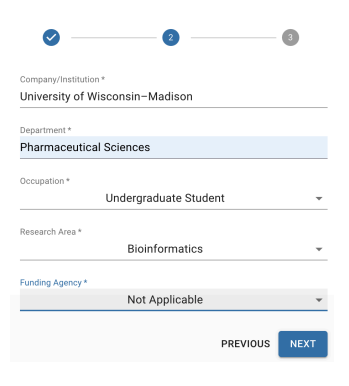 2
3
Company/Institution *
University of Wisconsin–Madison
Department *
Pharmaceutical Sciences
Occupation *
Undergraduate Student
Research Area *
Bioinformatics
Funding Agency *
Not Applicable
PREVIOUS NEXT